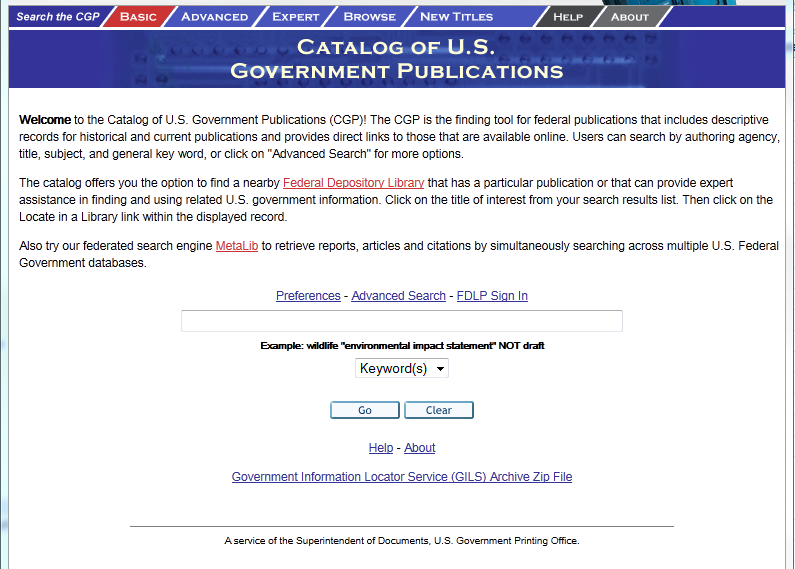 Search the CGP BASIC ADVANCED EXPERT BROWSE NEW TITLES HELP ABOUT
CATALOG OF U.S.
GOVERNMENT PUBLICATIONS
Welcome to the Catalog of U.S. Government Publications (CGP)! The CGP is the finding tool for federal publications that includes descriptive
records for historical and current publications and provides direct links to those that are available online. Users can search by authoring agency,
title, subject, and general key word, or click on "Advanced Search" for more options.
The catalog offers you the option to find a nearby Federal Depository Library that has a particular publication or that can provide expert
assistance in finding and using related U.S. government information. Click on the title of interest from your search results list. Then click on the
Locate in a Library link within the displayed record.
Also try our federated search engine MetaLib to retrieve reports, articles and citations by simultaneously searching across multiple U.S. Federal
Government databases.
Preferences - Advanced Search - FDLP Sign In
Example: wildlife "environmental impact statement" NOT draft
Keyword(s)
Go Clear
Help - About
Government Information Locator Service (GILS) Archive Zip File
A service of the Superintendent of Documents, U.S. Government Printing Office.